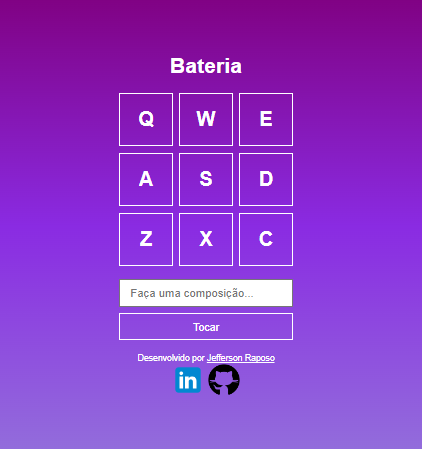 Bateria
Q W E
A S D
Z X C
Faça uma composição...
Tocar
Desenvolvido por Jefferson Raposo
in